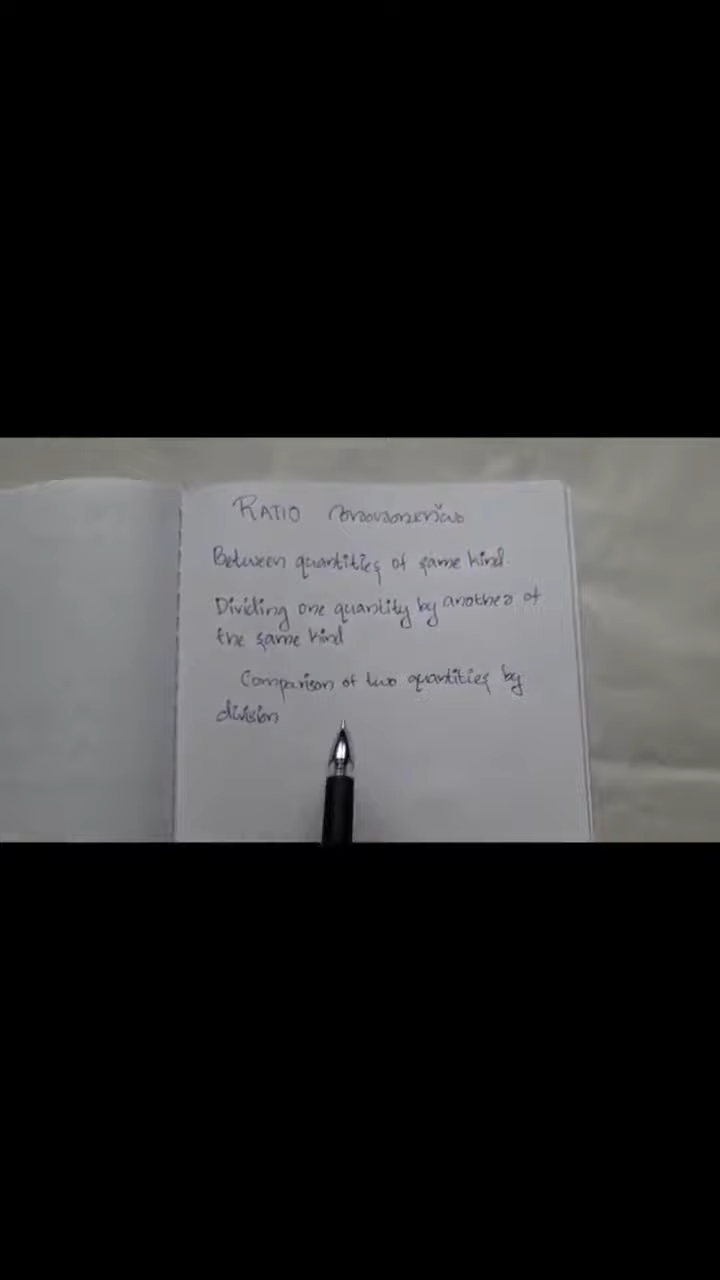 RATIO
Between quantities of same kind.
Dividing one quantity by another of
the same kind
Comparison of two quantities by
division